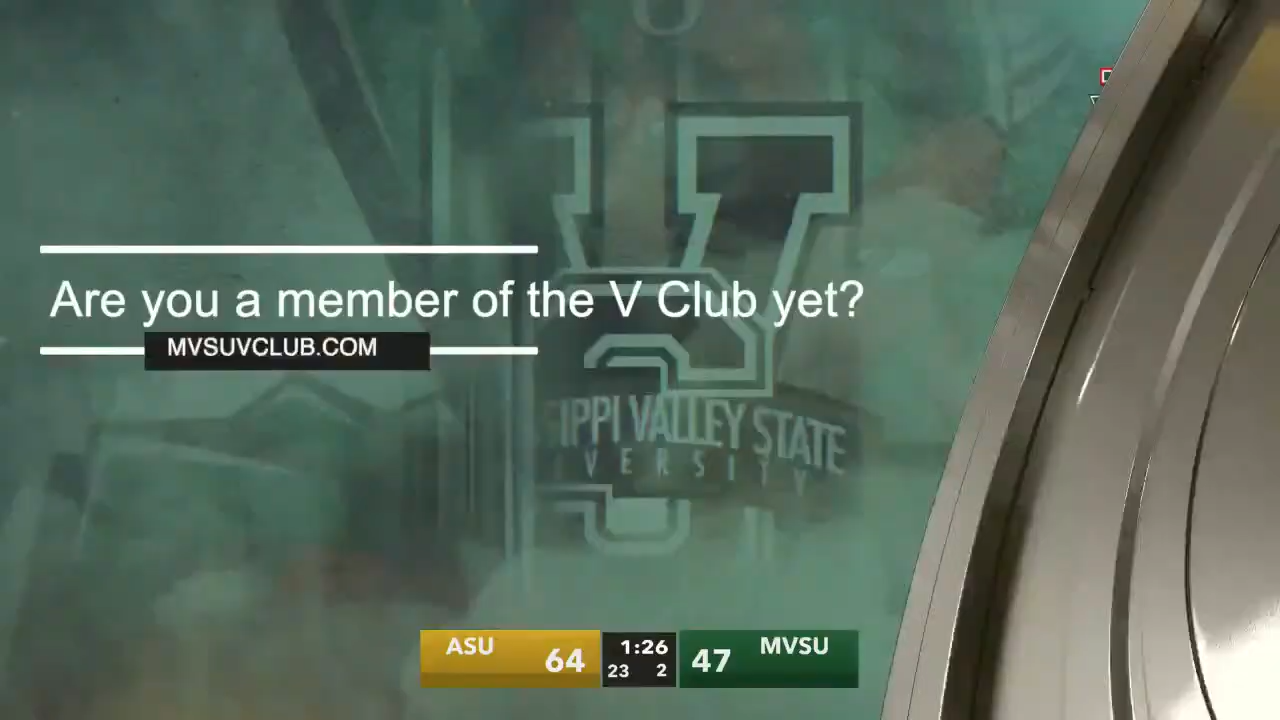 Are you a member of the V Club yet?
MVSUVCLUB.COM
IPPI VALLEY STATE
VERSITY
ASU 64 1:26 47 MVSU
23 2